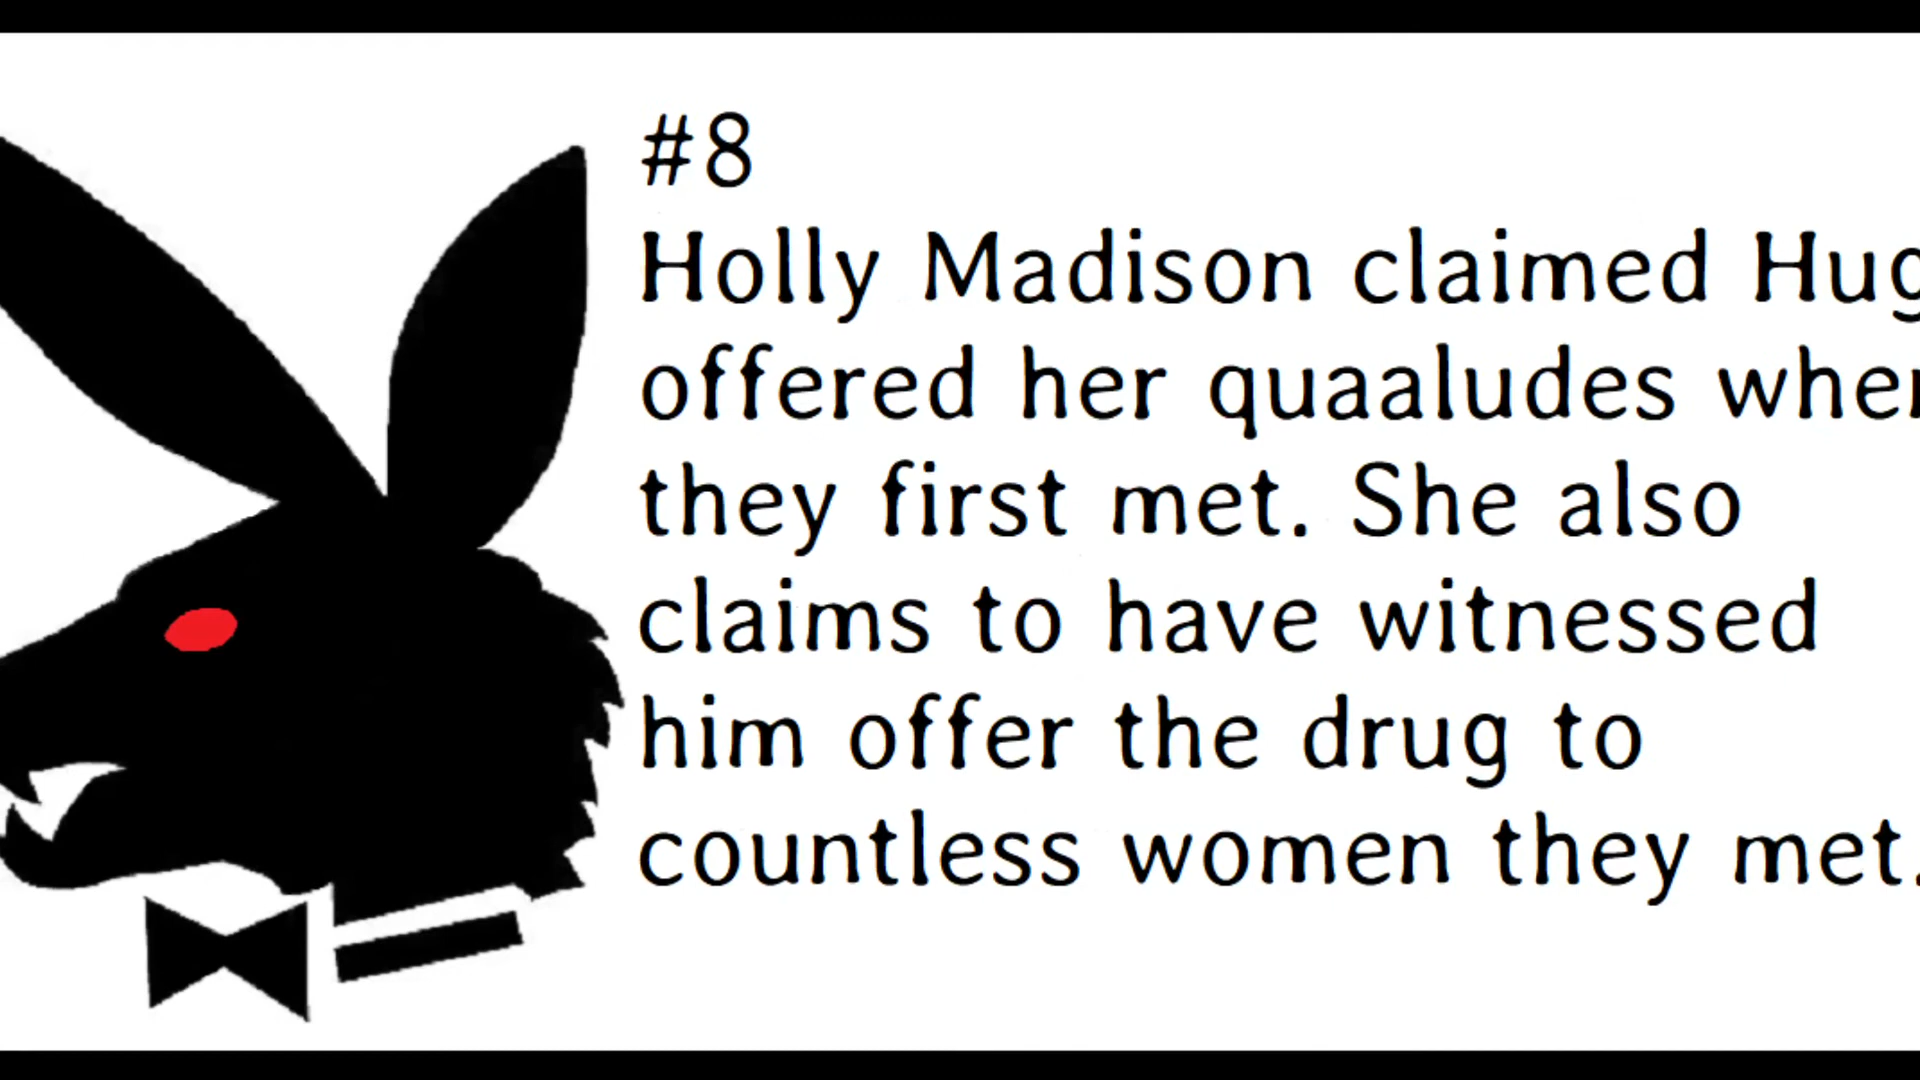 #8
Holly Madison claimed Hug
offered her quaaludes when
they first met. She also
claims to have witnessed
him offer the drug to
countless women they met.